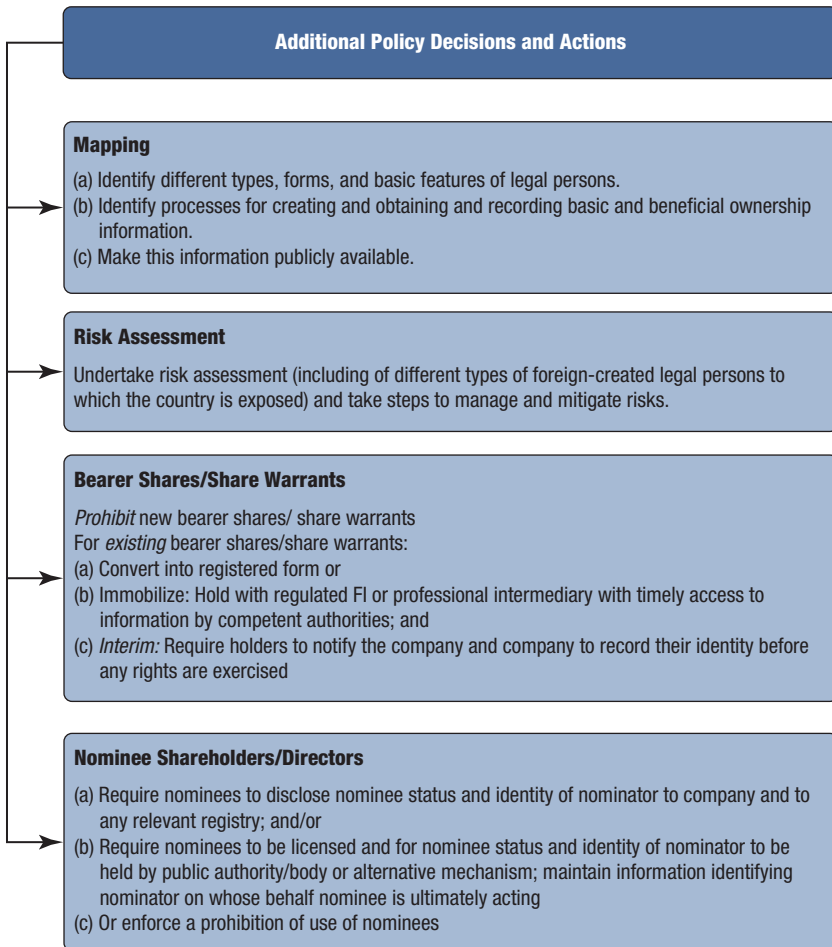 Additional Policy Decisions and Actions
Mapping
(a) Identify different types, forms, and basic features of legal persons.
(b) Identify processes for creating and obtaining and recording basic and beneficial ownership
information.
(c) Make this information publicly available.
Risk Assessment
Undertake risk assessment (including of different types of foreign-created legal persons to
which the country is exposed) and take steps to manage and mitigate risks.
Bearer Shares/Share Warrants
Prohibit new bearer shares/ share warrants
For existing bearer shares/share warrants:
(a) Convert into registered form or
(b) Immobilize: Hold with regulated FI or professional intermediary with timely access to
information by competent authorities; and
(c) Interim: Require holders to notify the company and company to record their identity before
any rights are exercised
Nominee Shareholders/Directors
(a) Require nominees to disclose nominee status and identity of nominator to company and to
any relevant registry; and/or
(b) Require nominees to be licensed and for nominee status and identity of nominator to be
held by public authority/body or alternative mechanism; maintain information identifying
nominator on whose behalf nominee is ultimately acting
(c) Or enforce a prohibition of use of nominees